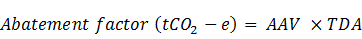 Abatement factor (tCO₂ − e) = AAV × TDA